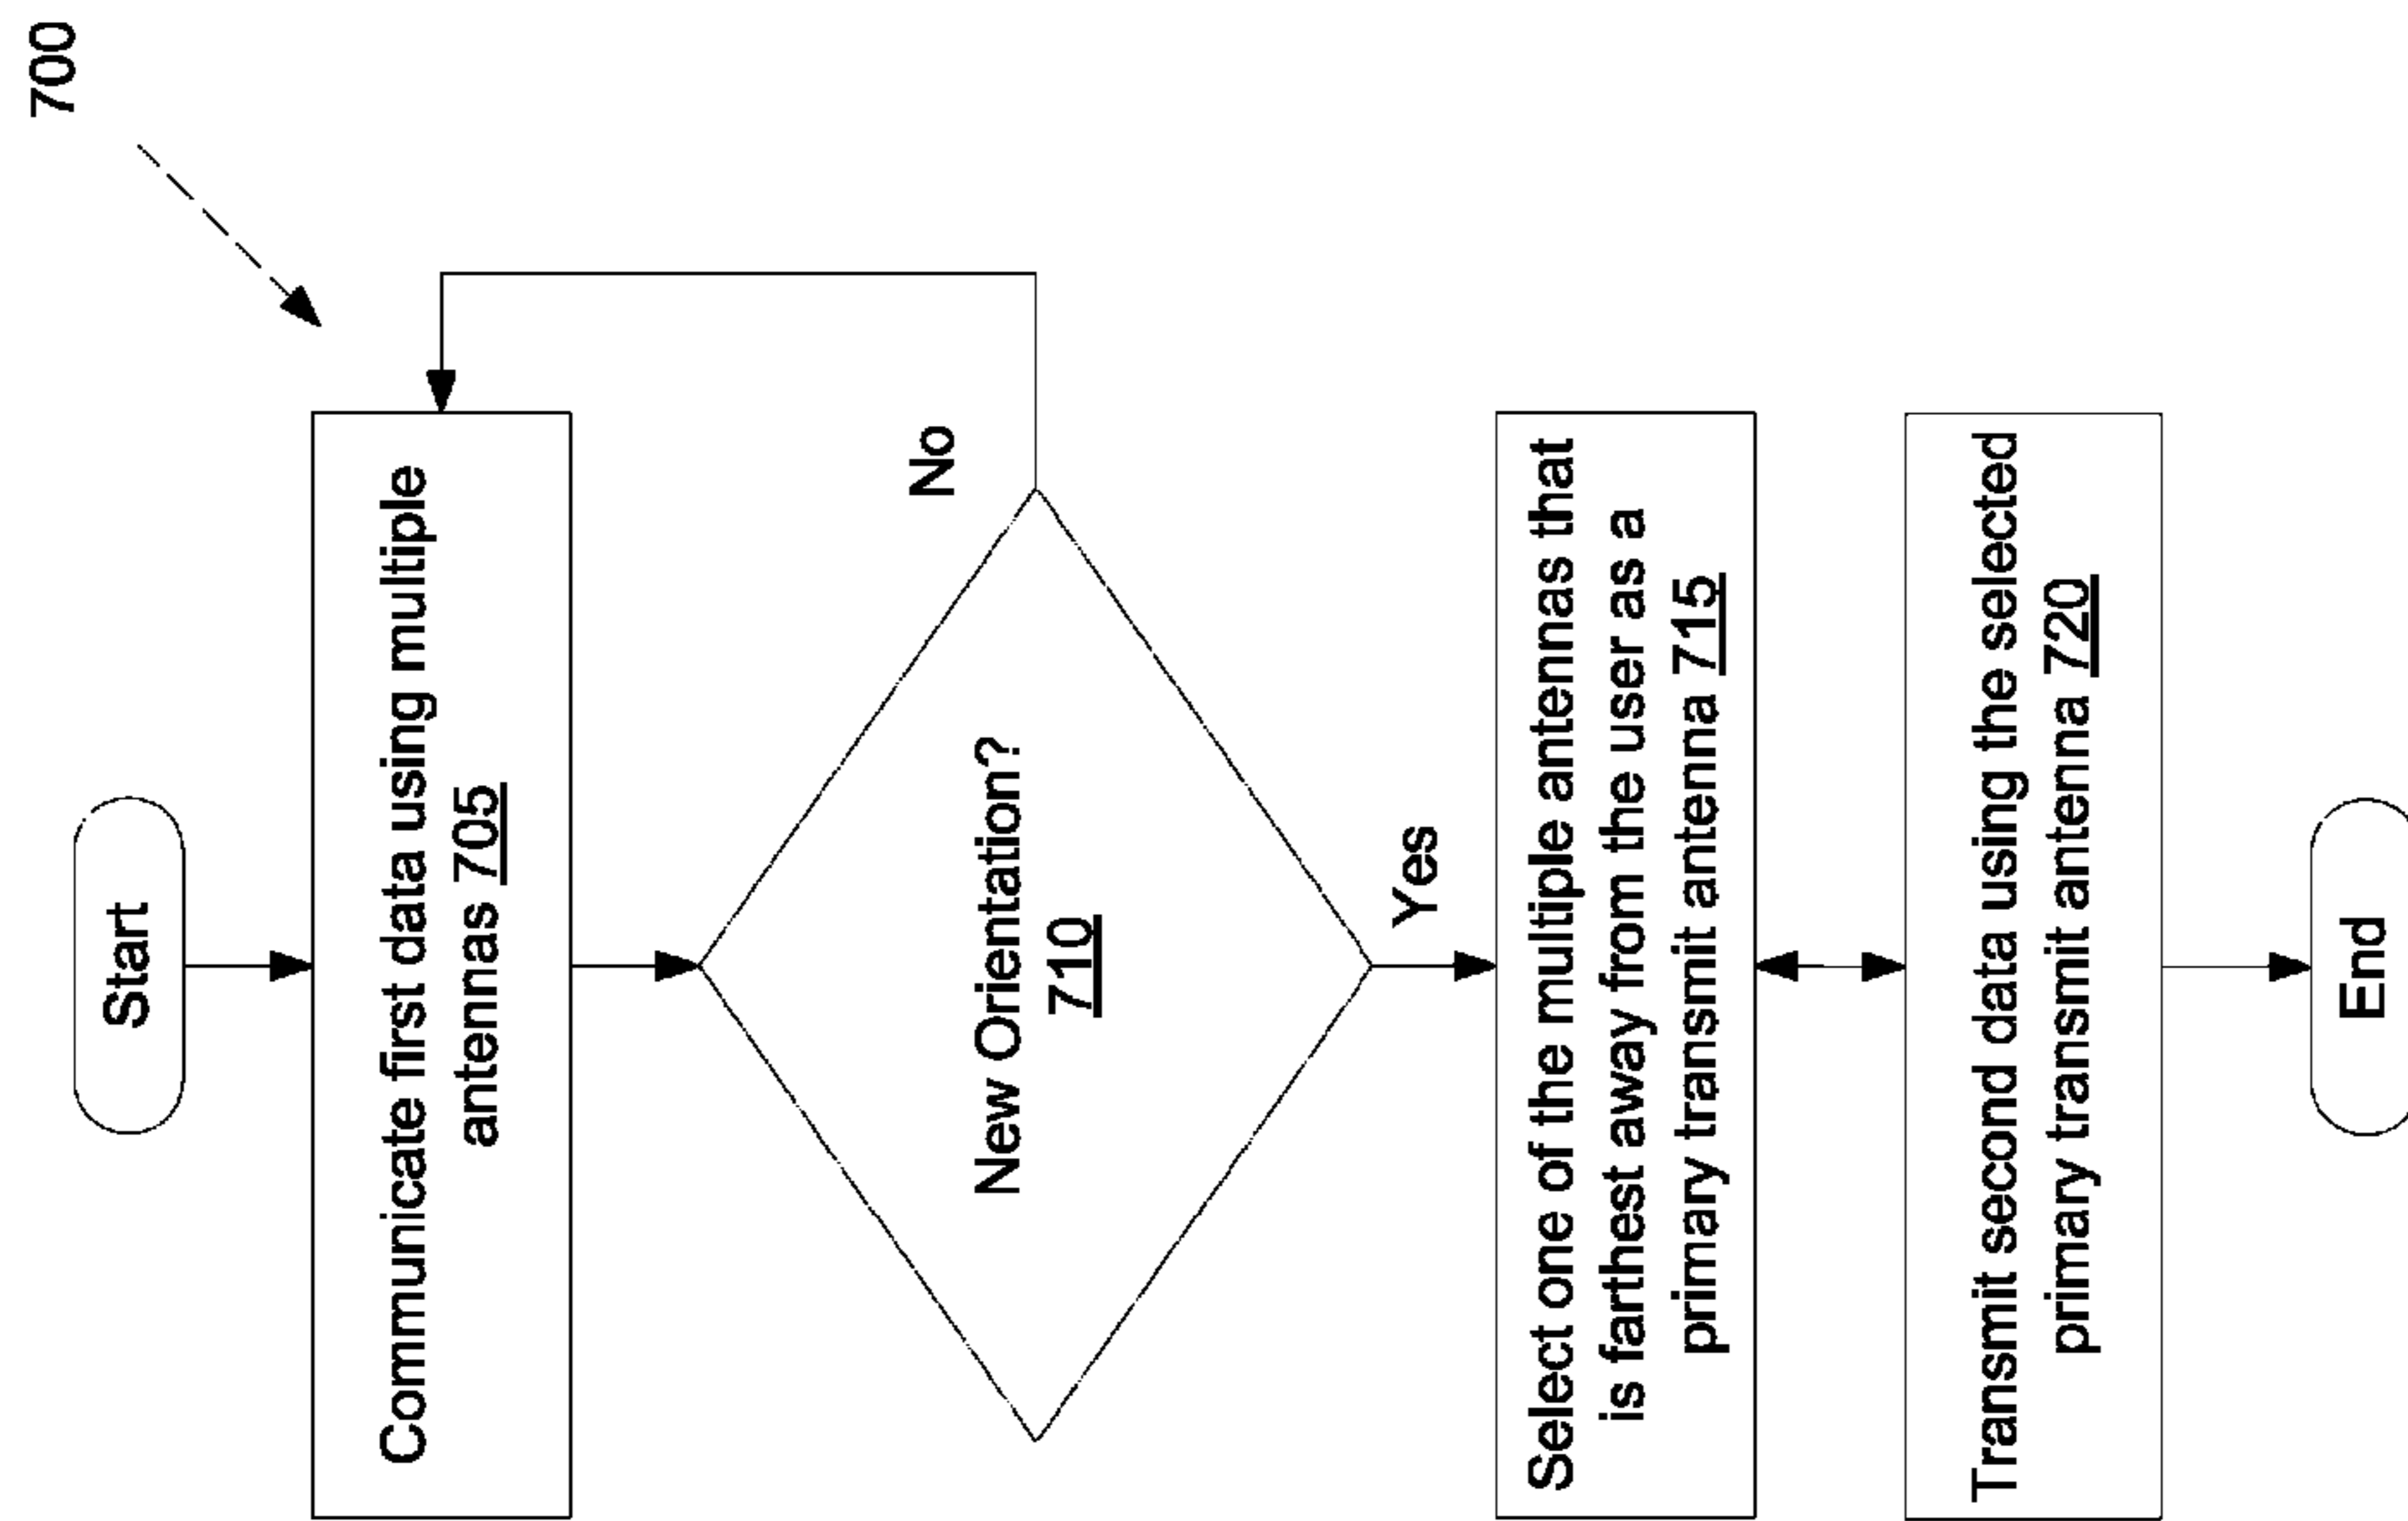 700
Start
Communicate first data using multiple
antennas 705
New Orientation?
710
No
Yes
Select one of the multiple antennas that
is farthest away from the user as a
primary transmit antenna 715
Transmit second data using the selected
primary transmit antenna 720
End